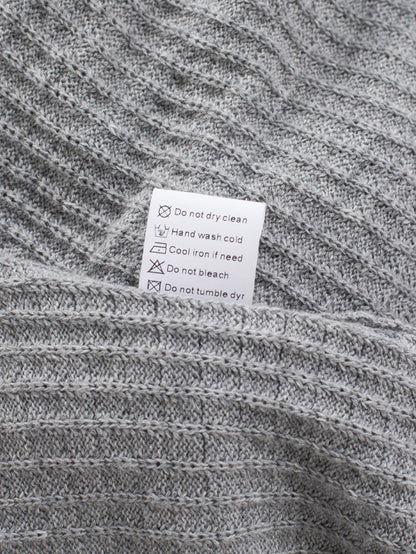 Do not dry clean
Hand wash cold
Cool iron if need
Do not bleach
Do not tumble dyr